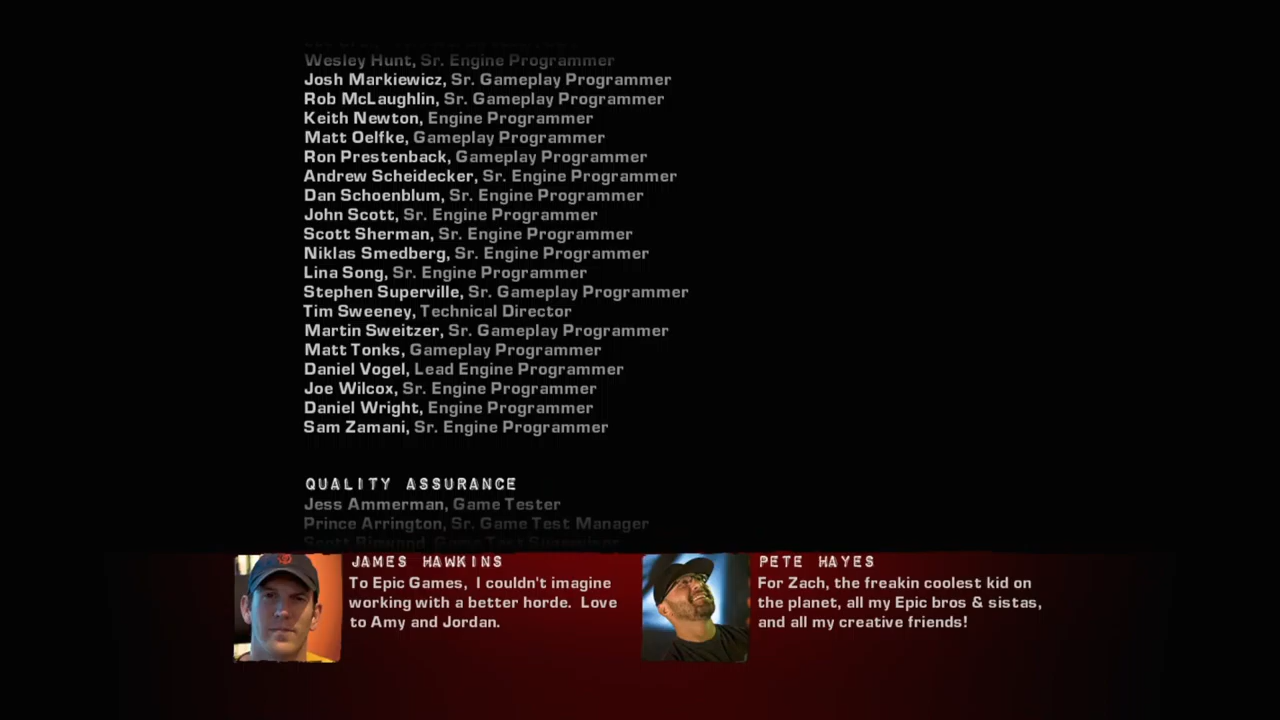 Wesley Hunt, Sr. Engine Programmer
Josh Markiewicz, Sr. Gameplay Programmer
Rob McLaughlin, Sr. Gameplay Programmer
Keith Newton, Engine Programmer
Matt Oelfke, Gameplay Programmer
Ron Prestenback, Gameplay Programmer
Andrew Scheidecker, Sr. Engine Programmer
Dan Schoenblum, Sr. Engine Programmer
John Scott, Sr. Engine Programmer
Scott Sherman, Sr. Engine Programmer
Niklas Smedberg, Sr. Engine Programmer
Lina Song, Sr. Engine Programmer
Stephen Superville, Sr. Gameplay Programmer
Tim Sweeney, Technical Director
Martin Sweitzer, Sr. Gameplay Programmer
Matt Tonks, Gameplay Programmer
Daniel Vogel, Lead Engine Programmer
Joe Wilcox, Sr. Engine Programmer
Daniel Wright, Engine Programmer
Sam Zamani, Sr. Engine Programmer
QUALITY ASSURANCE
Jess Ammerman, Game Tester
Prince Arrington, Sr. Game Test Manager
JAMES HAWKINS
To Epic Games, I couldn't imagine
working with a better horde. Love
to Amy and Jordan.
PETE HAYES
For Zach, the freakin coolest kid on
the planet, all my Epic bros & sistas,
and all my creative friends!